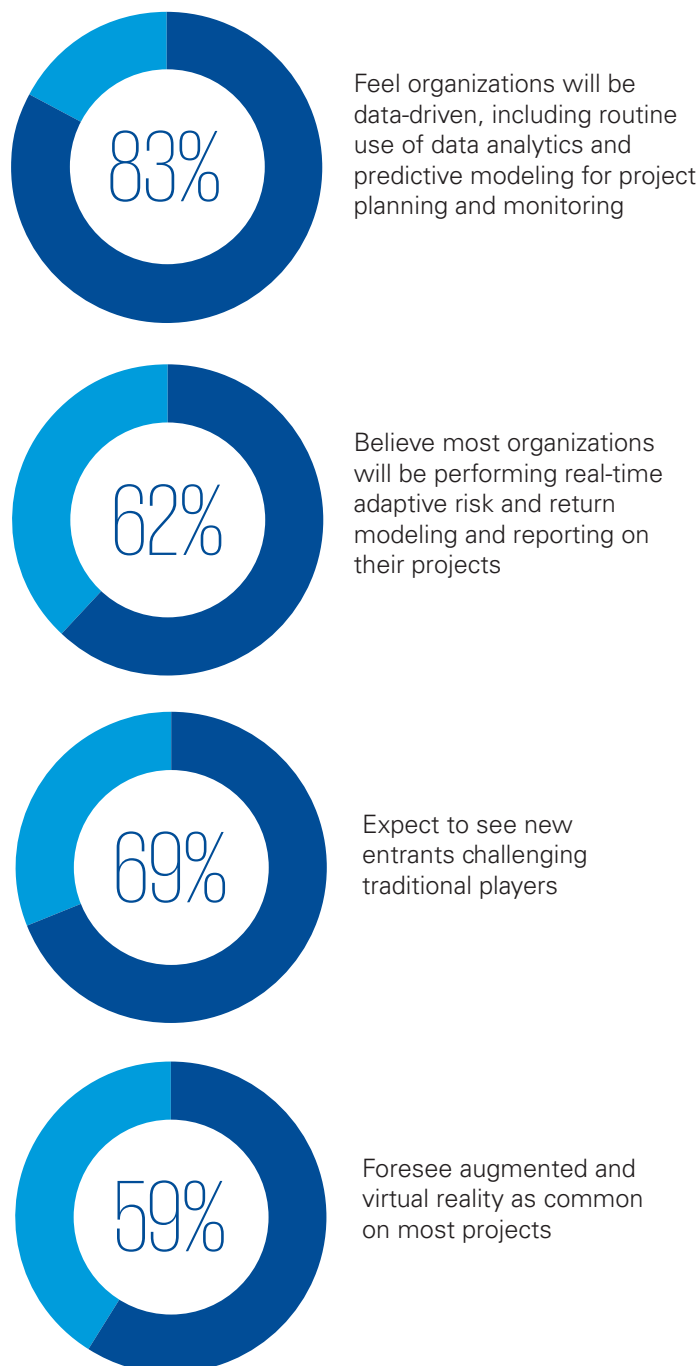 83%
Feel organizations will be
data-driven, including routine
use of data analytics and
predictive modeling for project
planning and monitoring
62%
Believe most organizations
will be performing real-time
adaptive risk and return
modeling and reporting on
their projects
69%
Expect to see new
entrants challenging
traditional players
59%
Foresee augmented and
virtual reality as common
on most projects